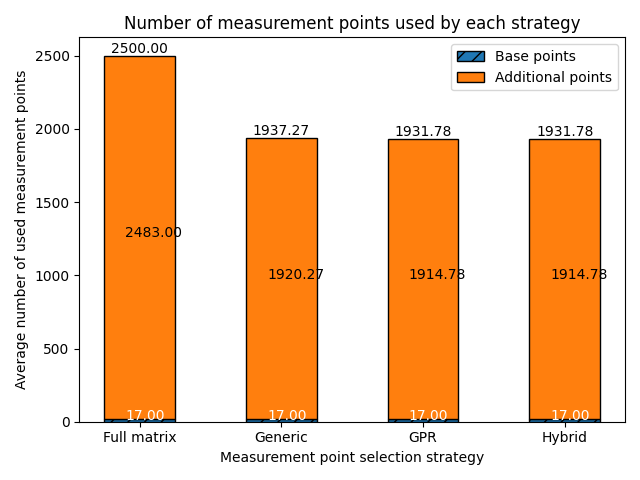 Number of measurement points used by each strategy
Base points
Additional points
Average number of used measurement points
2500
2000
1500
1000
500
0
2500.00
1937.27
1931.78
1931.78
2483.00
1920.27
1914.78
1914.78
17.00
17.00
17.00
17.00
Full matrix
Generic
GPR
Hybrid
Measurement point selection strategy